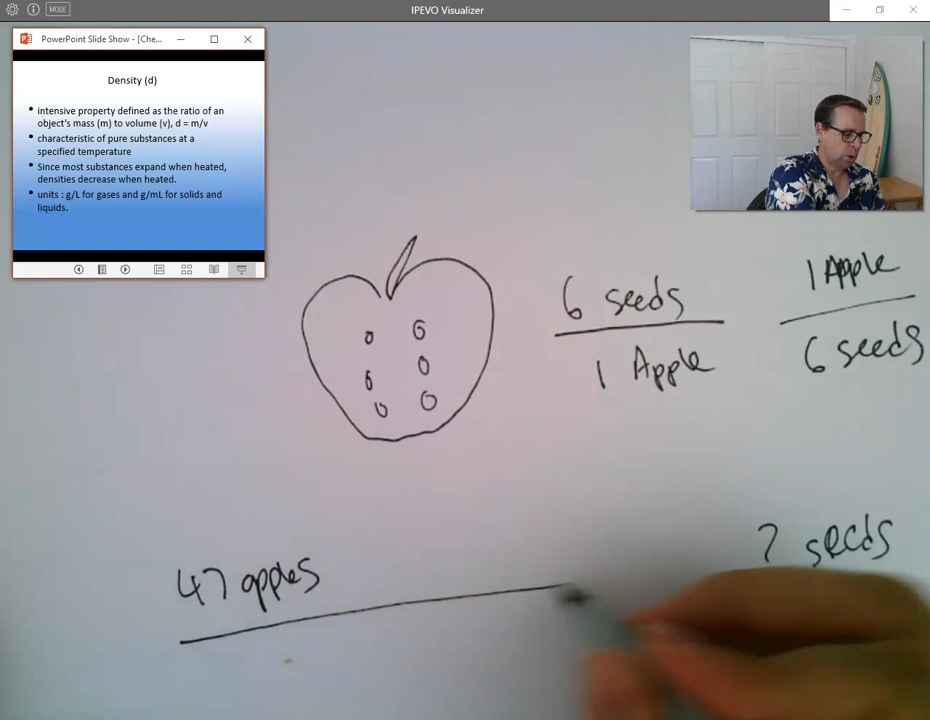 MODE
IPEVO Visualizer
PowerPoint Slide Show - [Che...
Density (d)
• intensive property defined as the ratio of an
object's mass (m) to volume (v), d = m/v
• characteristic of pure substances at a
specified temperature
• Since most substances expand when heated,
densities decrease when heated.
• units : g/L for gases and g/mL for solids and
liquids.
6 seeds
1 Apple
1 Apple
6 seeds
47 apples
? seeds